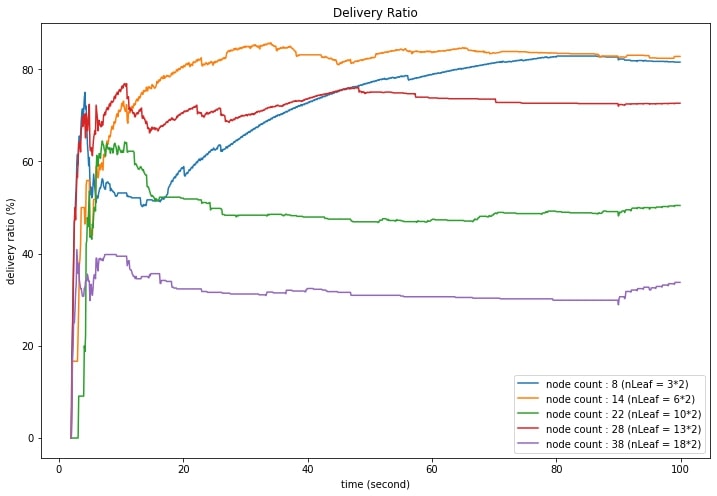 Delivery Ratio
delivery ratio (%)
80
60
40
20
0
node count : 8 (nLeaf = 3*2)
node count : 14 (nLeaf = 6*2)
node count : 22 (nLeaf = 10*2)
node count : 28 (nLeaf = 13*2)
node count : 38 (nLeaf = 18*2)
0 20 40 60 80 100
time (second)